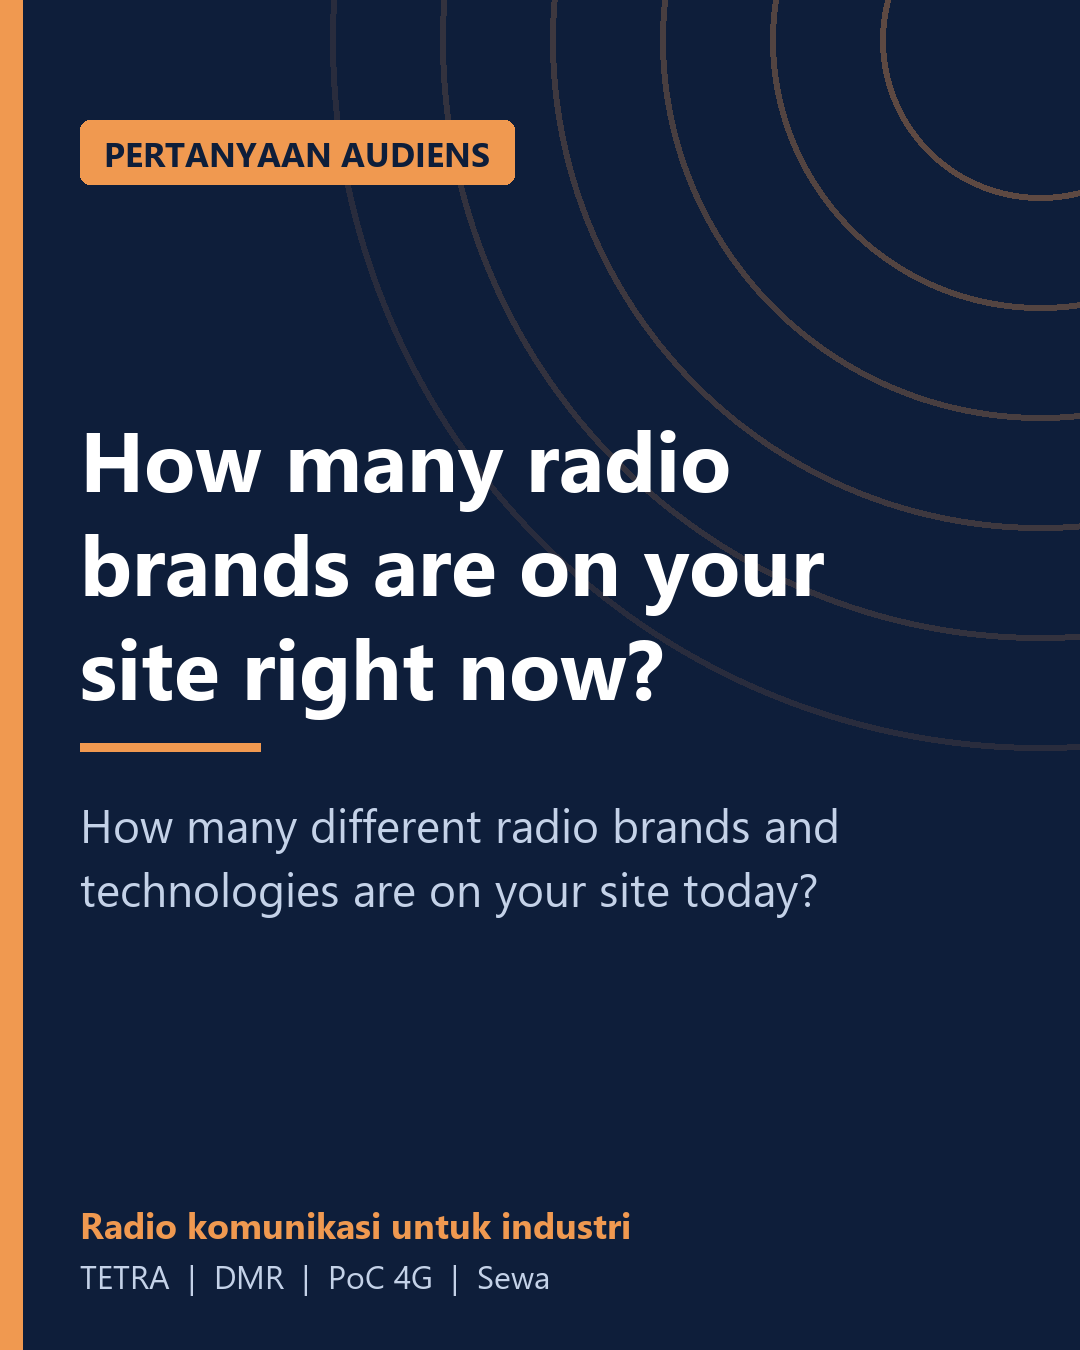 PERTANYAAN AUDIENS
How many radio
brands are on your
site right now?
How many different radio brands and
technologies are on your site today?
Radio komunikasi untuk industri
TETRA | DMR | PoC 4G | Sewa